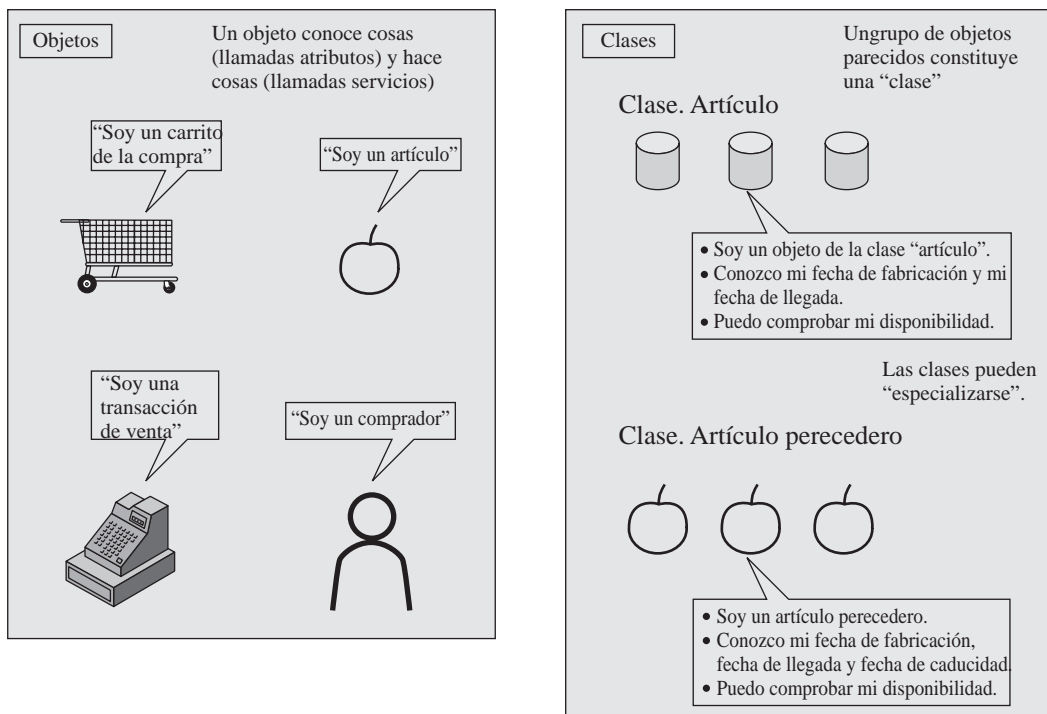 Objetos
Un objeto conoce cosas
(llamadas atributos) y hace
cosas (llamadas servicios)
“Soy un carrito
de la compra”
“Soy un artículo”
“Soy una
transacción
de venta”
“Soy un comprador”
Clases
Ungrupo de objetos
parecidos constituye
una “clase”
Clase. Artículo
• Soy un objeto de la clase “artículo”.
• Conozco mi fecha de fabricación y mi
fecha de llegada.
• Puedo comprobar mi disponibilidad.
Las clases pueden
“especializarse”.
Clase. Artículo perecedero
• Soy un artículo perecedero.
• Conozco mi fecha de fabricación,
fecha de llegada y fecha de caducidad.
• Puedo comprobar mi disponibilidad.